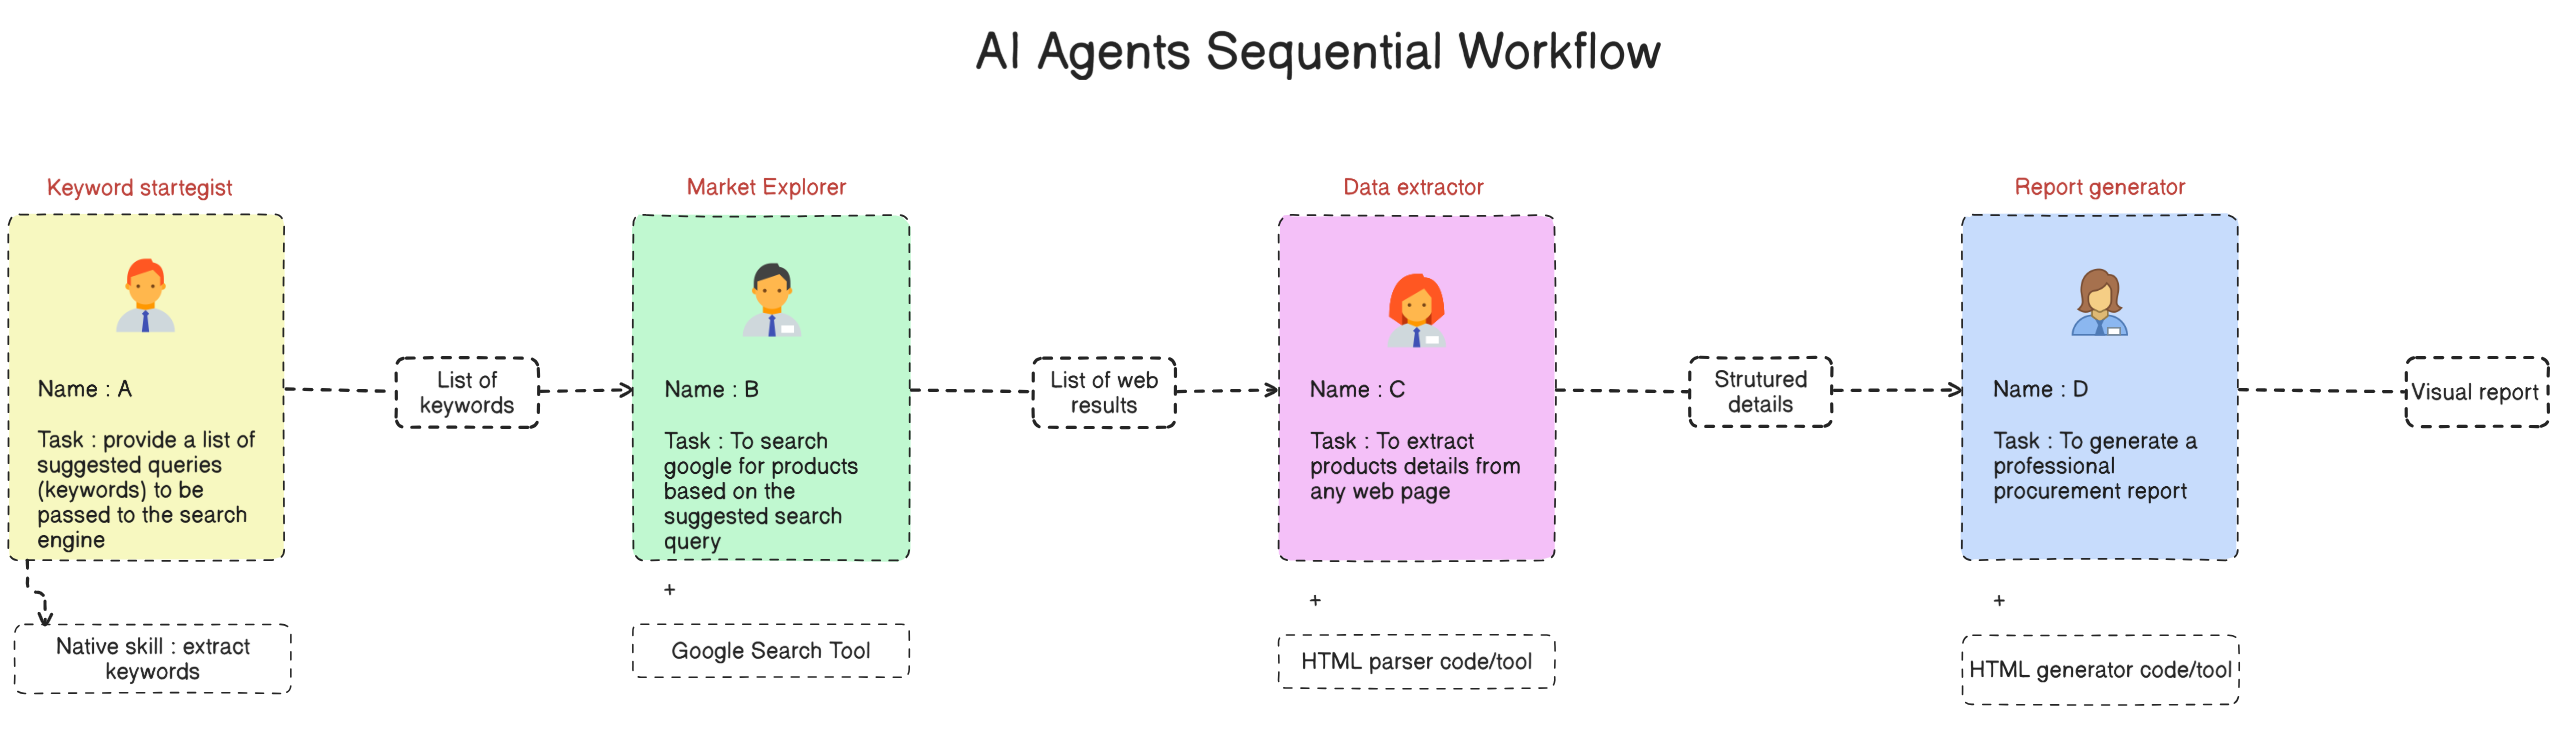 AI Agents Sequential Workflow
Keyword startegist
Name : A
Task : provide a list of
suggested queries
(keywords) to be
passed to the search
engine
Native skill : extract
keywords
List of
keywords
Market Explorer
Name : B
Task : To search
google for products
based on the
suggested search
query
+
Google Search Tool
List of web
results
Data extractor
Name : C
Task : To extract
products details from
any web page
+
HTML parser code/tool
Strutured
details
Report generator
Name : D
Task : To generate a
professional
procurement report
+
HTML generator code/tool
Visual report